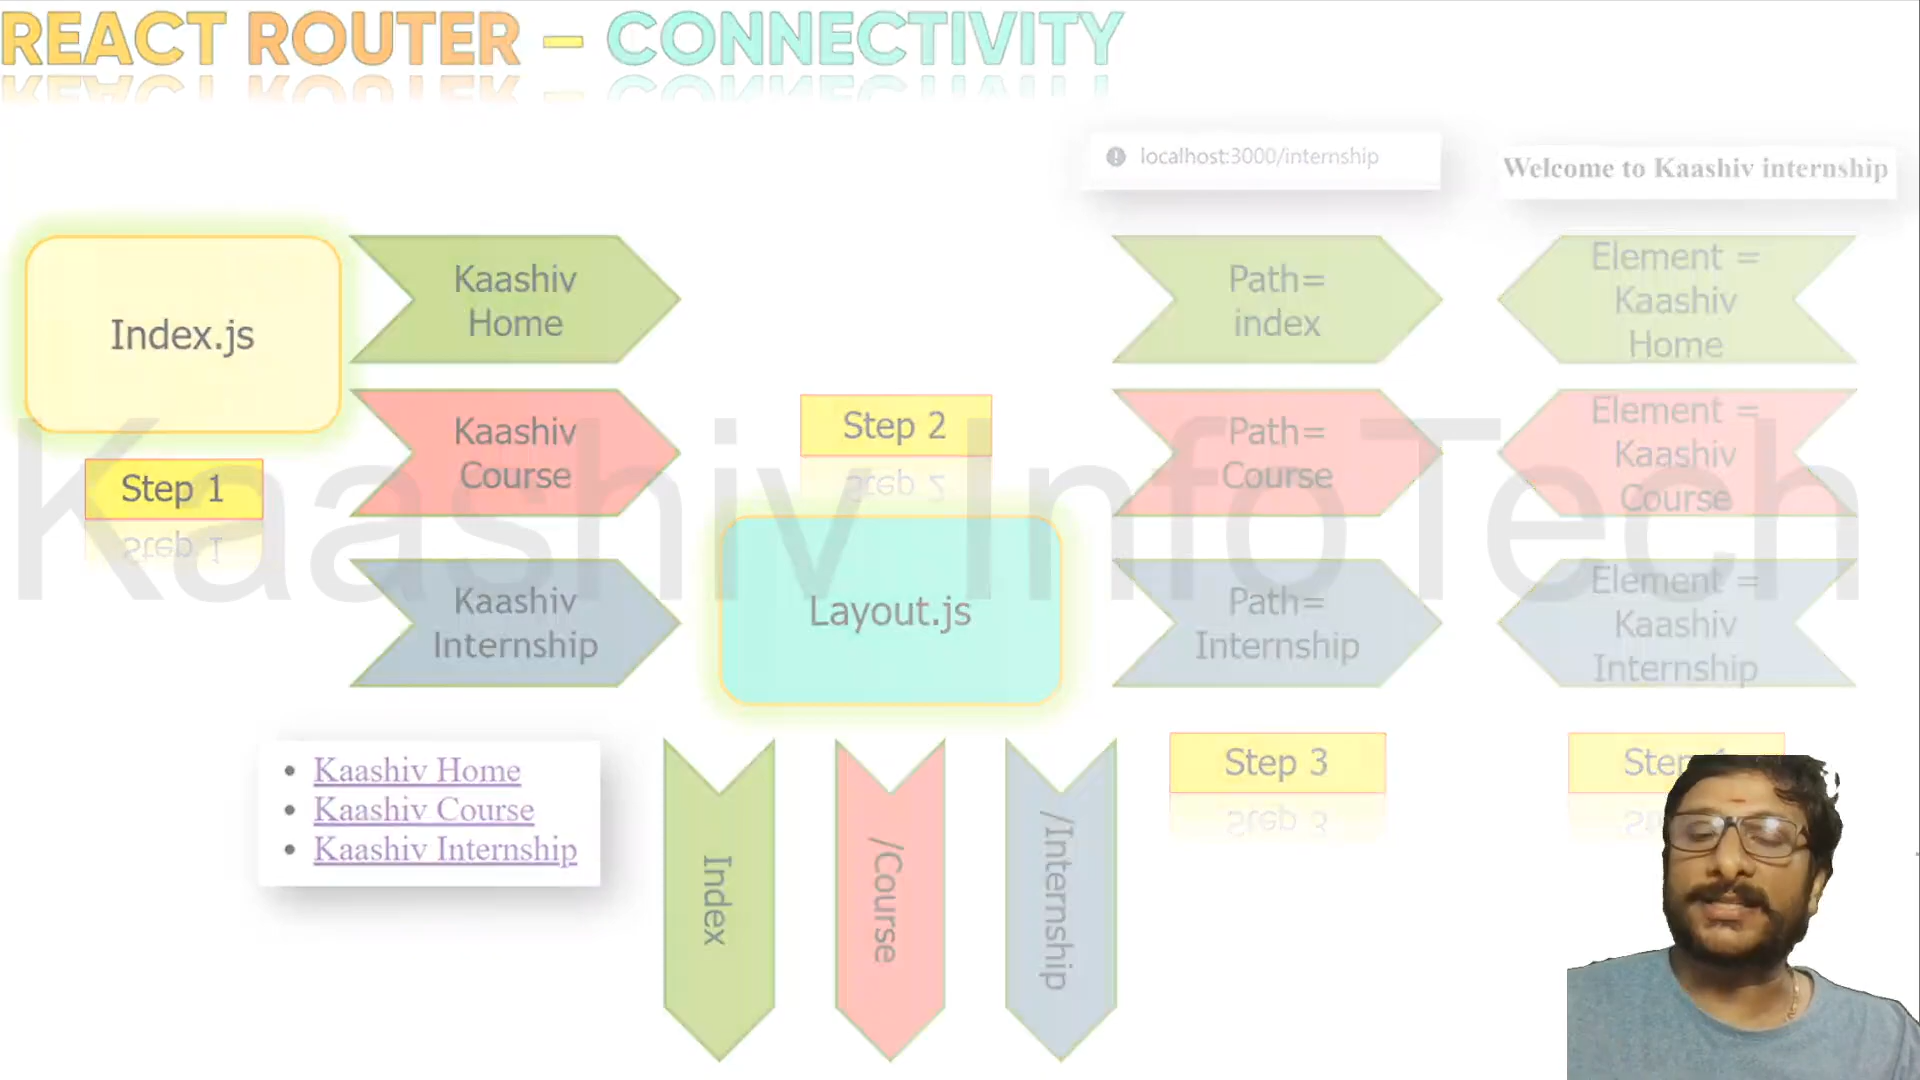 REACT ROUTER – CONNECTIVITY
localhost:3000/internship
Welcome to Kaashiv internship
Index.js
Kaashiv
Home
Path=
index
Element =
Kaashiv
Home
Step 1
Kaashiv
Course
Step 2
Path=
Course
Element =
Kaashiv
Course
Kaashiv InfoTech
Kaashiv
Internship
Layout.js
Path=
Internship
Element =
Kaashiv
Internship
Kaashiv Home
Kaashiv Course
Kaashiv Internship
Index
/Course
/Internship
Step 3